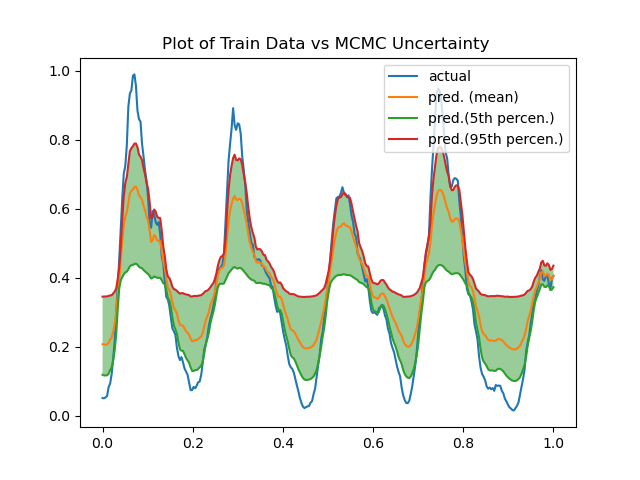 Plot of Train Data vs MCMC Uncertainty
actual
pred. (mean)
pred.(5th percen.)
pred.(95th percen.)
1.0
0.8
0.6
0.4
0.2
0.0
0.0 0.2 0.4 0.6 0.8 1.0